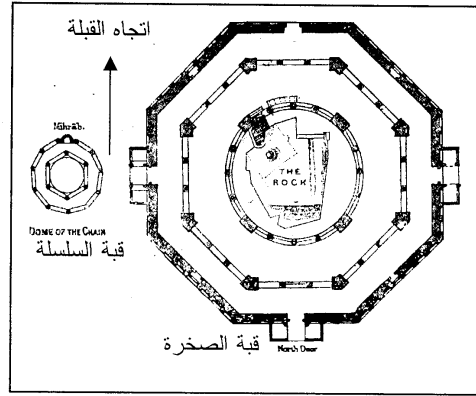 اتجاه القبلة
Mihrab.
THE
ROCK
DOME OF THE CHAIN
قبة السلسلة
قبة الصخرة
North Door